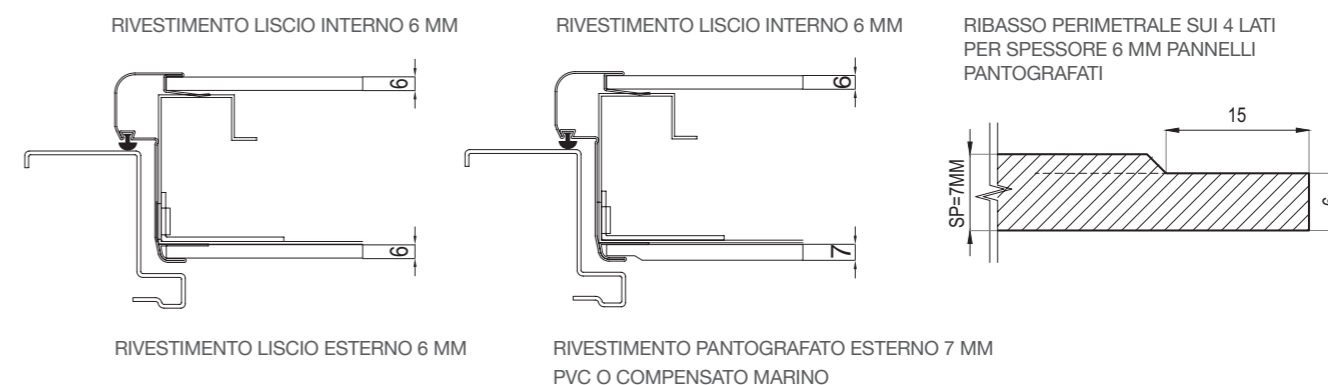 RIVESTIMENTO LISCIO INTERNO 6 MM
6
6
RIVESTIMENTO LISCIO ESTERNO 6 MM
RIVESTIMENTO LISCIO INTERNO 6 MM
6
7
RIVESTIMENTO PANTOGRAFATO ESTERNO 7 MM
PVC O COMPENSATO MARINO
RIBASSO PERIMETRALE SUI 4 LATI
PER SPESSORE 6 MM PANNELLI
PANTOGRAFATI
15
SP=7MM
6